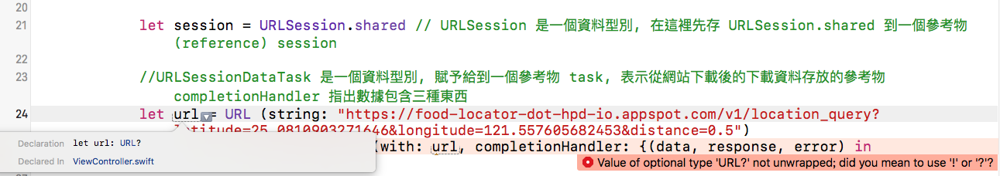 20
21 let session = URLSession.shared // URLSession 是一個資料型別, 在這裡先存 URLSession.shared 到一個參考物
(reference) session
22
23 //URLSessionDataTask 是一個資料型別, 賦予給到一個參考物 task, 表示從網站下載後的下載資料存放的參考物
completionHandler 指出數據包含三種東西
24 let url = URL (string: "https://food-locator-dot-hpd-io.appspot.com/v1/location_query?
titude=25.0810903271646&longitude=121.557605682453&distance=0.5")
Declaration let url: URL?
(with: url, completionHandler: {(data, response, error) in
Declared In ViewController.swift
Value of optional type 'URL?' not unwrapped; did you mean to use '!' or '?'?